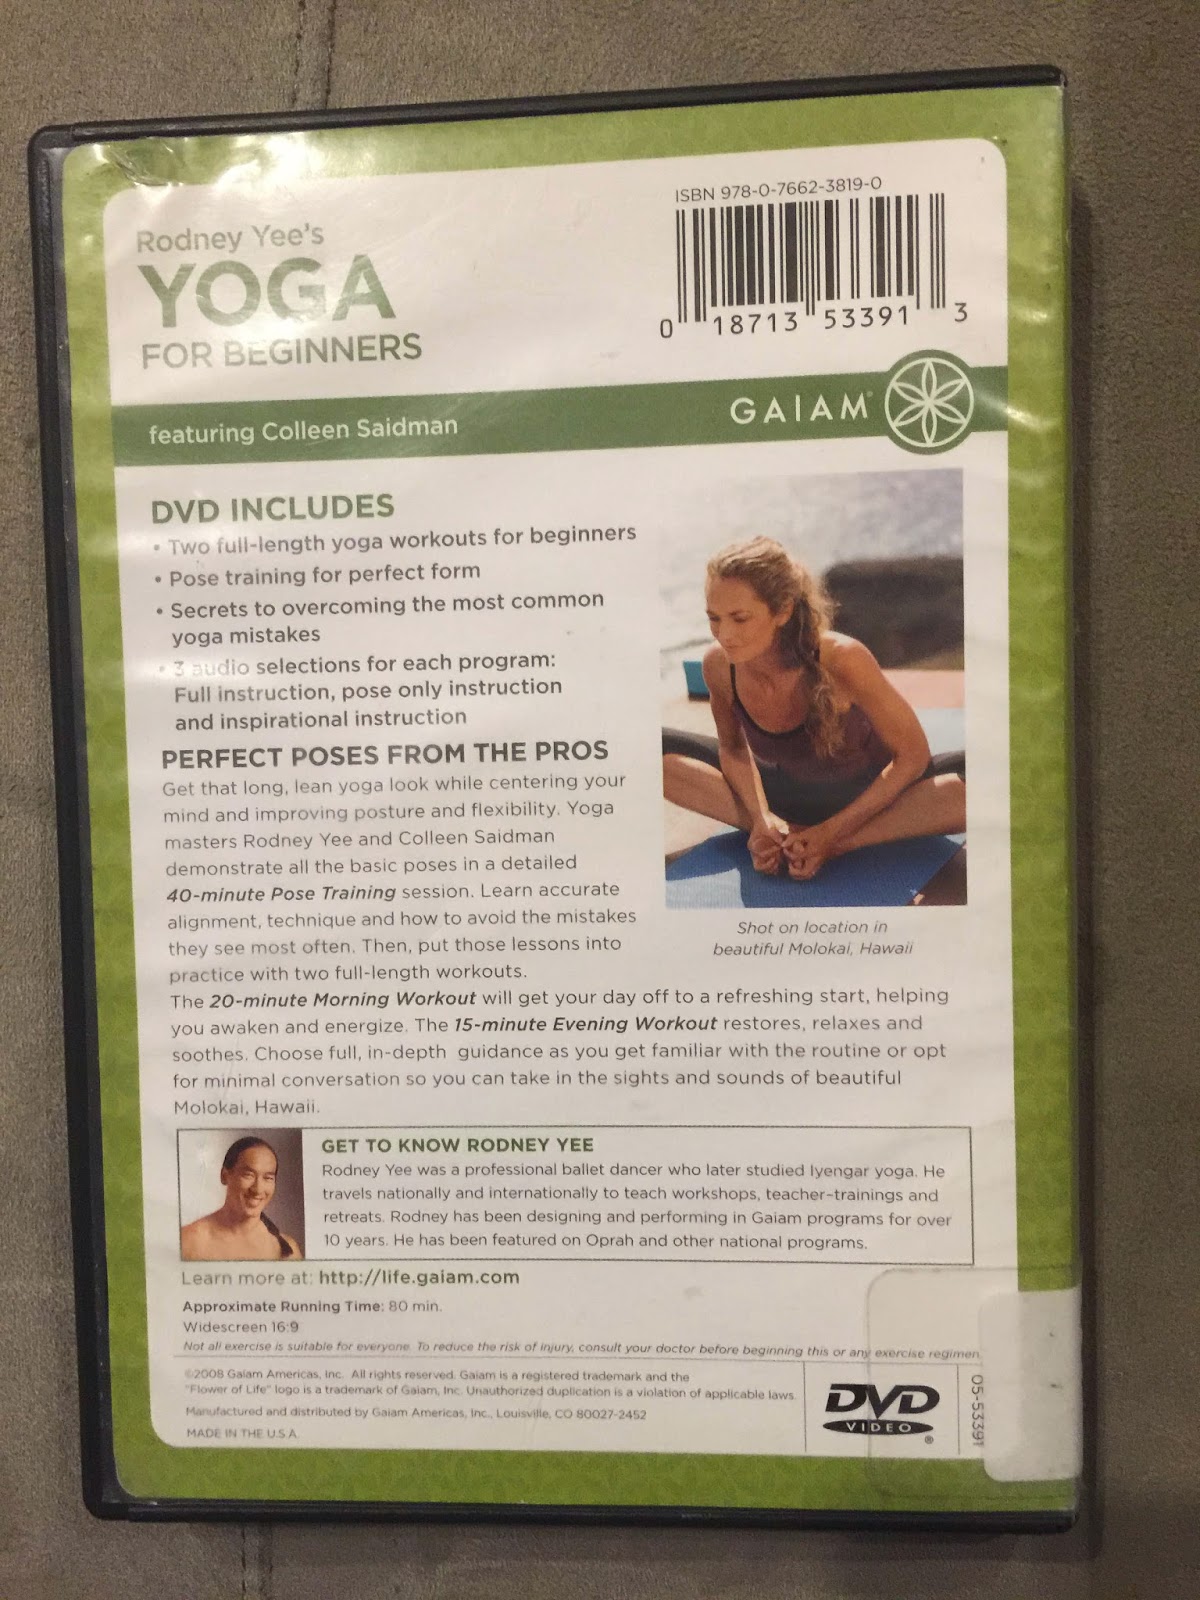 ISBN 978-0-7662-3819-0
0 18713 53391 3
Rodney Yee's
YOGA
FOR BEGINNERS
featuring Colleen Saidman
GAIAM®
DVD INCLUDES
• Two full-length yoga workouts for beginners
• Pose training for perfect form
• Secrets to overcoming the most common
yoga mistakes
• 3 audio selections for each program:
Full instruction, pose only instruction
and inspirational instruction
PERFECT POSES FROM THE PROS
Get that long, lean yoga look while centering your
mind and improving posture and flexibility. Yoga
masters Rodney Yee and Colleen Saidman
demonstrate all the basic poses in a detailed
40-minute Pose Training session. Learn accurate
alignment, technique and how to avoid the mistakes
they see most often. Then, put those lessons into
practice with two full-length workouts.
Shot on location in
beautiful Molokai, Hawaii
The 20-minute Morning Workout will get your day off to a refreshing start, helping
you awaken and energize. The 15-minute Evening Workout restores, relaxes and
soothes. Choose full, in-depth guidance as you get familiar with the routine or opt
for minimal conversation so you can take in the sights and sounds of beautiful
Molokai, Hawaii.
GET TO KNOW RODNEY YEE
Rodney Yee was a professional ballet dancer who later studied Iyengar yoga. He
travels nationally and internationally to teach workshops, teacher-trainings and
retreats. Rodney has been designing and performing in Gaiam programs for over
10 years. He has been featured on Oprah and other national programs.
Learn more at: http://life.gaiam.com
Approximate Running Time: 80 min.
Widescreen 16:9
Not all exercise is suitable for everyone. To reduce the risk of injury, consult your doctor before beginning this or any exercise regimen.
©2008 Gaiam Americas, Inc. All rights reserved. Gaiam is a registered trademark and the
"Flower of Life" logo is a trademark of Gaiam, Inc. Unauthorized duplication is a violation of applicable laws.
Manufactured and distributed by Gaiam Americas, Inc., Louisville, CO 80027-2452
MADE IN THE U.S.A.
DVD
VIDEO
®
05-53391